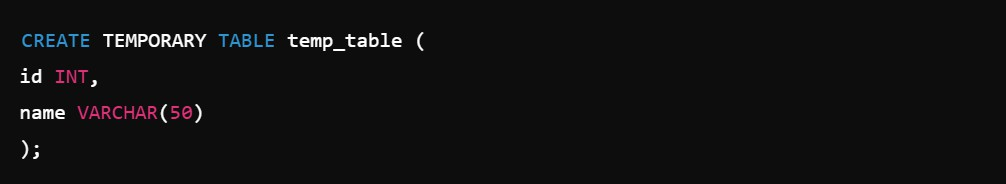 CREATE TEMPORARY TABLE temp_table (
id INT,
name VARCHAR(50)
);